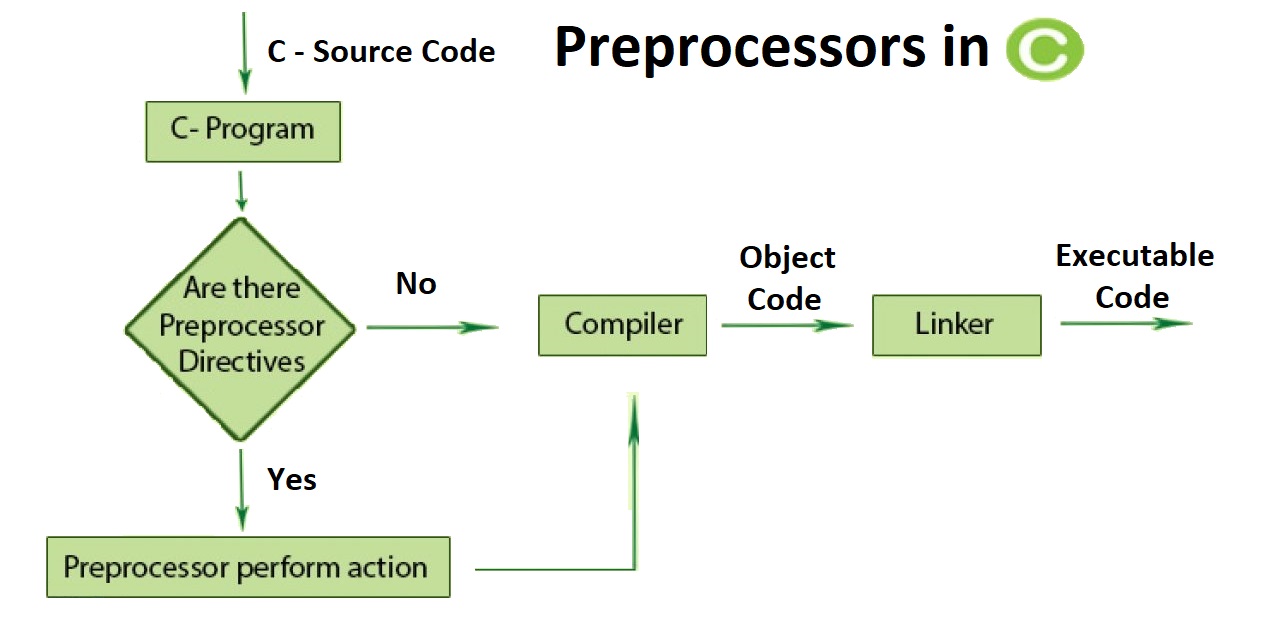 C - Source Code
Preprocessors in C
C- Program
Are there
Preprocessor
Directives
No
Compiler
Object
Code
Linker
Executable
Code
Yes
Preprocessor perform action